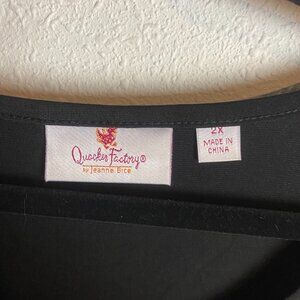 Quacker Factory®
by Jeanne Bice
2X
MADE IN
CHINA